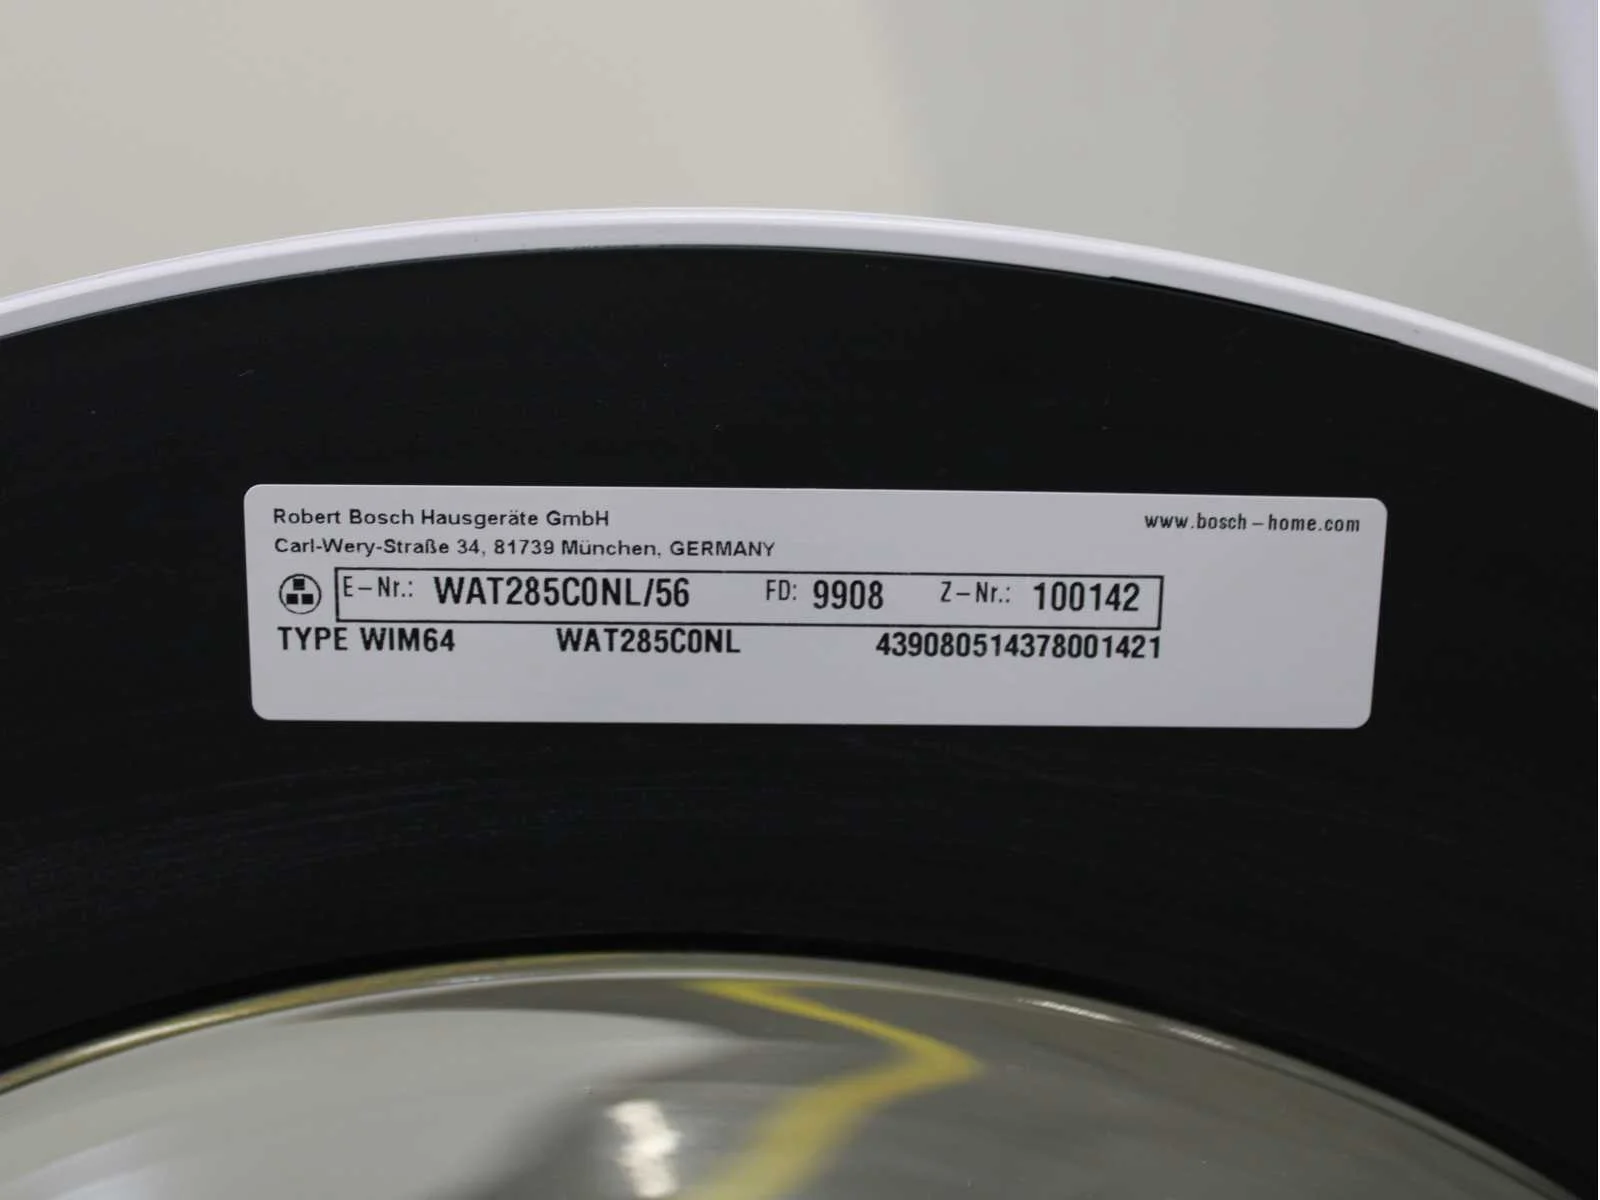 Robert Bosch Hausgeräte GmbH
www.bosch-home.com
Carl-Wery-Straße 34, 81739 München, GERMANY
E-Nr.: WAT285C0NL/56 FD: 9908 Z-Nr.: 100142
TYPE WIM64 WAT285C0NL 439080514378001421